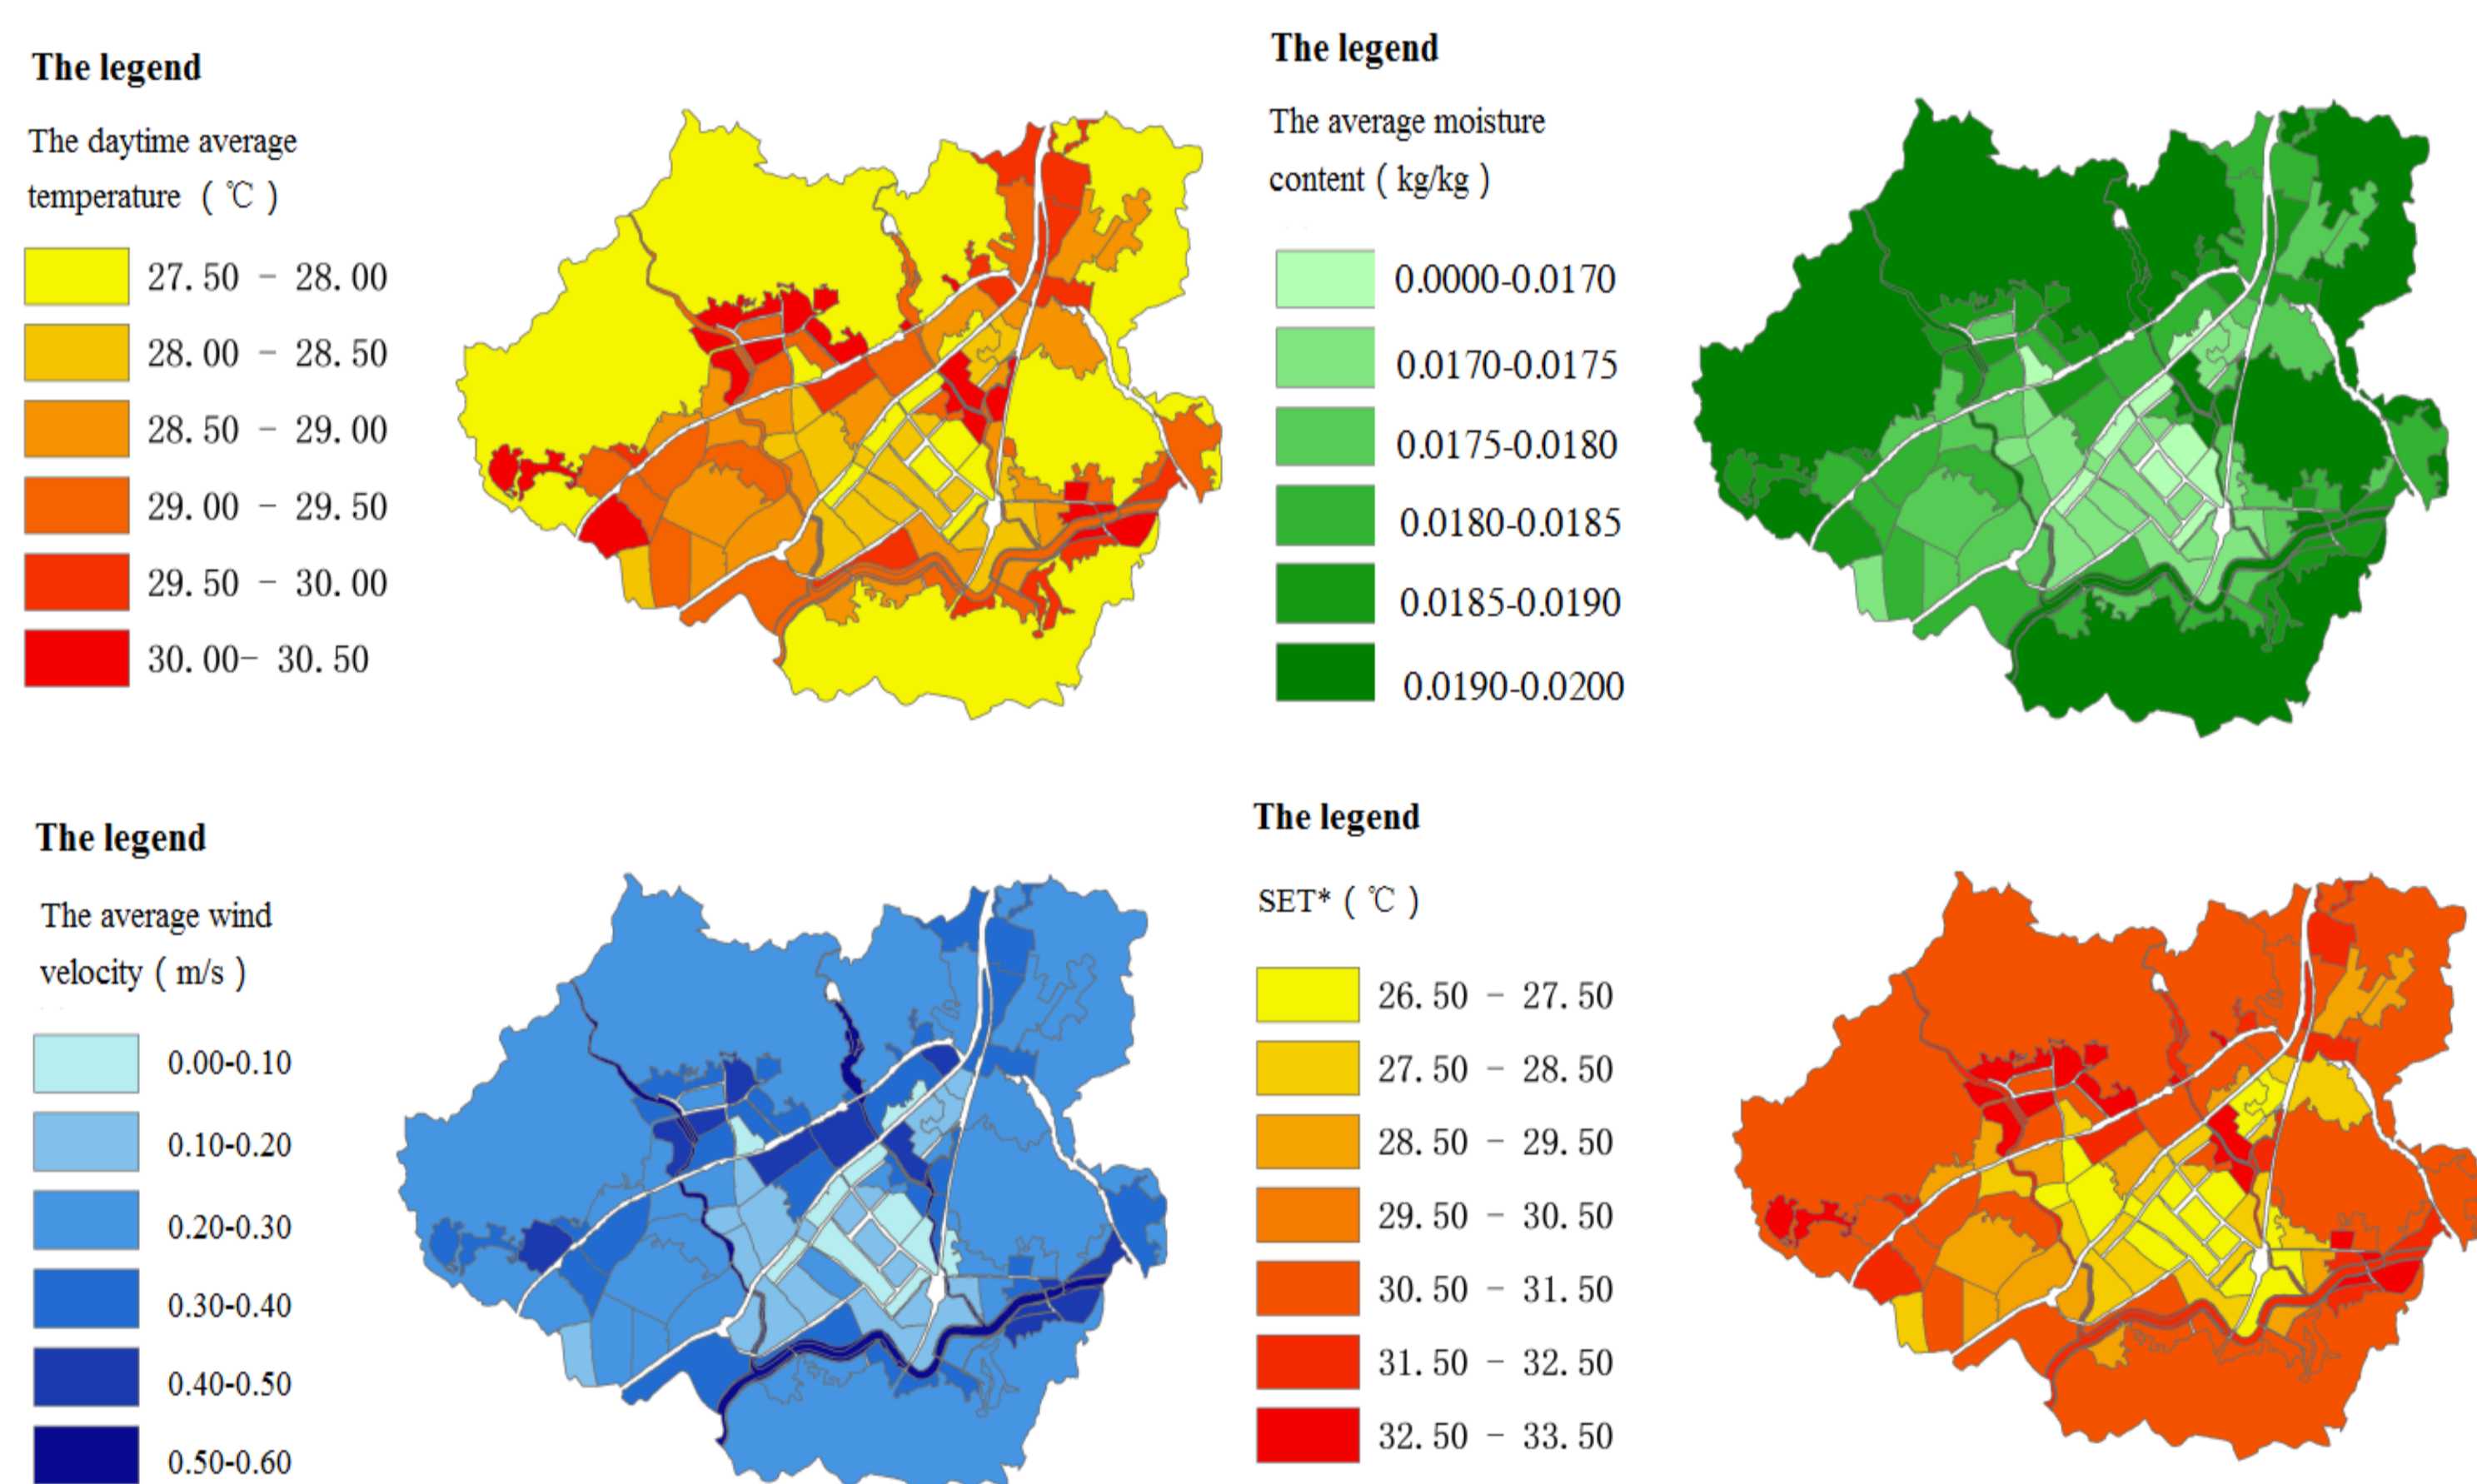 The legend
The daytime average
temperature ( ℃ )
27.50 - 28.00
28.00 - 28.50
28.50 - 29.00
29.00 - 29.50
29.50 - 30.00
30.00- 30.50
The legend
The average moisture
content ( kg/kg )
0.0000-0.0170
0.0170-0.0175
0.0175-0.0180
0.0180-0.0185
0.0185-0.0190
0.0190-0.0200
The legend
The average wind
velocity ( m/s )
0.00-0.10
0.10-0.20
0.20-0.30
0.30-0.40
0.40-0.50
0.50-0.60
The legend
SET* ( ℃ )
26.50 - 27.50
27.50 - 28.50
28.50 - 29.50
29.50 - 30.50
30.50 - 31.50
31.50 - 32.50
32.50 - 33.50